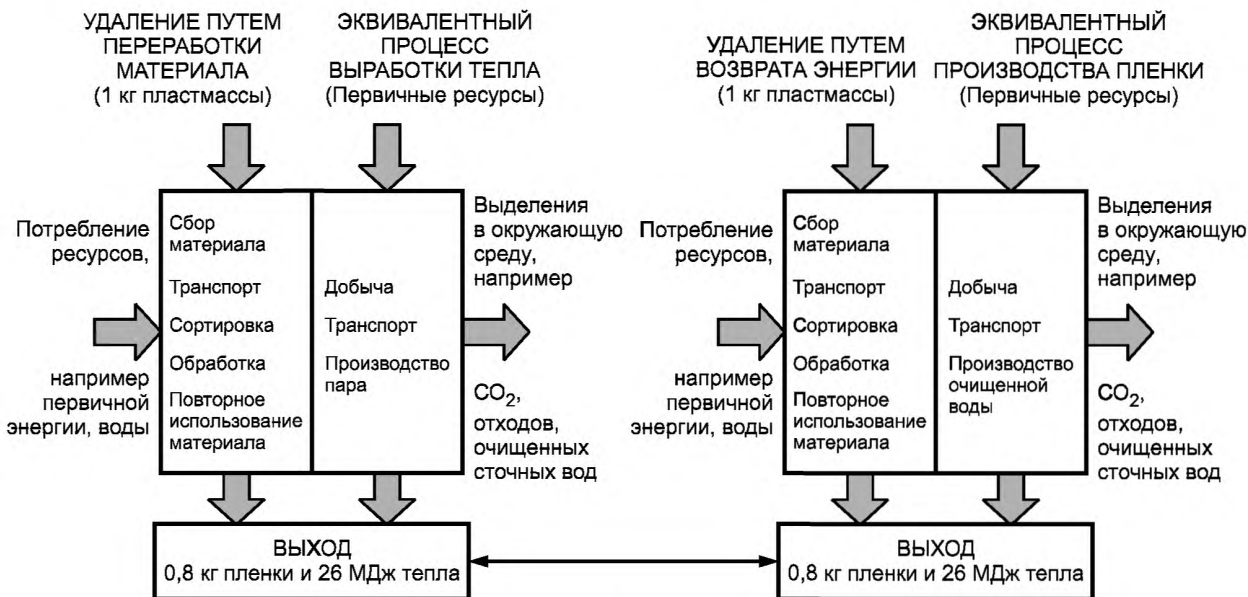 УДАЛЕНИЕ ПУТЕМ
ПЕРЕРАБОТКИ
МАТЕРИАЛА
(1 кг пластмассы)
ЭКВИВАЛЕНТНЫЙ
ПРОЦЕСС
ВЫРАБОТКИ ТЕПЛА
(Первичные ресурсы)
Потребление
ресурсов,
например
первичной
энергии, воды
Сбор
материала
Транспорт
Сортировка
Обработка
Повторное
использование
материала
Добыча
Транспорт
Производство
пара
Выделения
в окружающую
среду,
например
CO2,
отходов,
очищенных
сточных вод
ВЫХОД
0,8 кг пленки и 26 МДж тепла
УДАЛЕНИЕ ПУТЕМ
ВОЗВРАТА ЭНЕРГИИ
(1 кг пластмассы)
ЭКВИВАЛЕНТНЫЙ
ПРОЦЕСС
ПРОИЗВОДСТВА ПЛЕНКИ
(Первичные ресурсы)
Потребление
ресурсов,
например
первичной
энергии, воды
Сбор
материала
Транспорт
Сортировка
Обработка
Повторное
использование
материала
Добыча
Транспорт
Производство
очищенной
воды
Выделения
в окружающую
среду,
например
CO2,
отходов,
очищенных
сточных вод
ВЫХОД
0,8 кг пленки и 26 МДж тепла